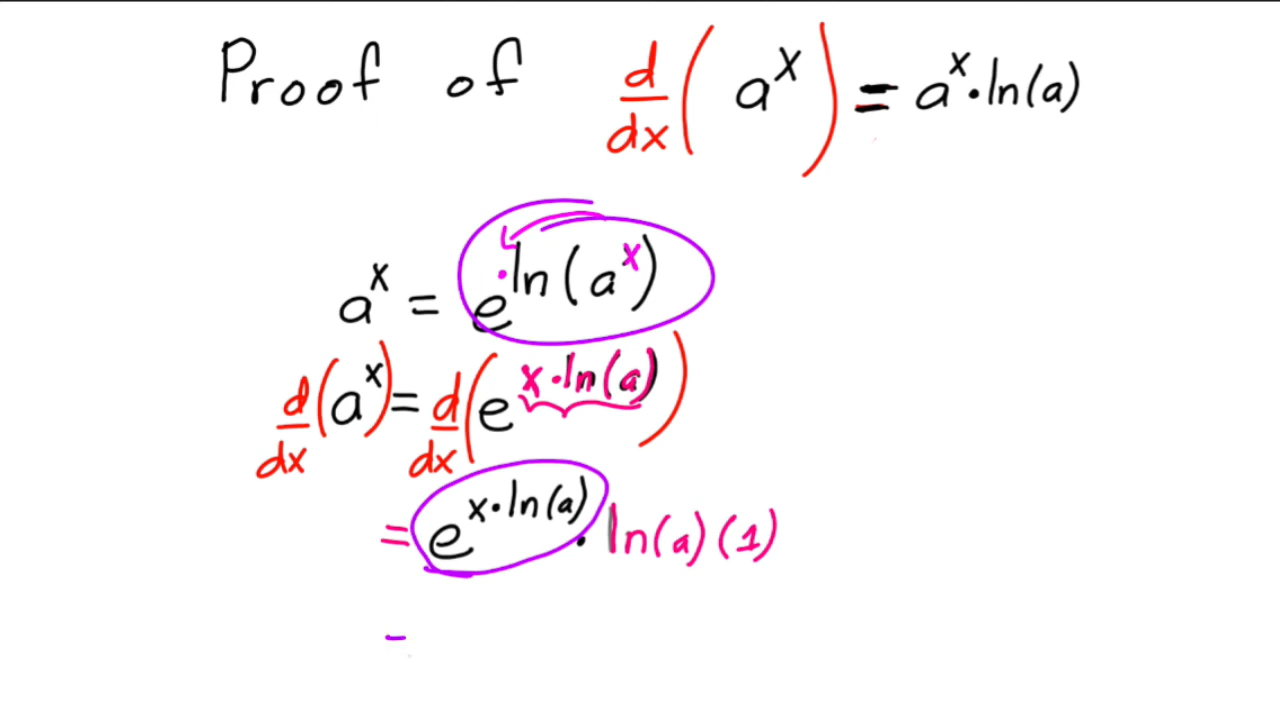 Proof of d/dx ( a^x ) = a^x · ln(a)
a^x = e^(ln(a^x))
d/dx (a^x) = d/dx (e^(x·ln(a)))
= e^(x·ln(a)) · ln(a)(1)
-